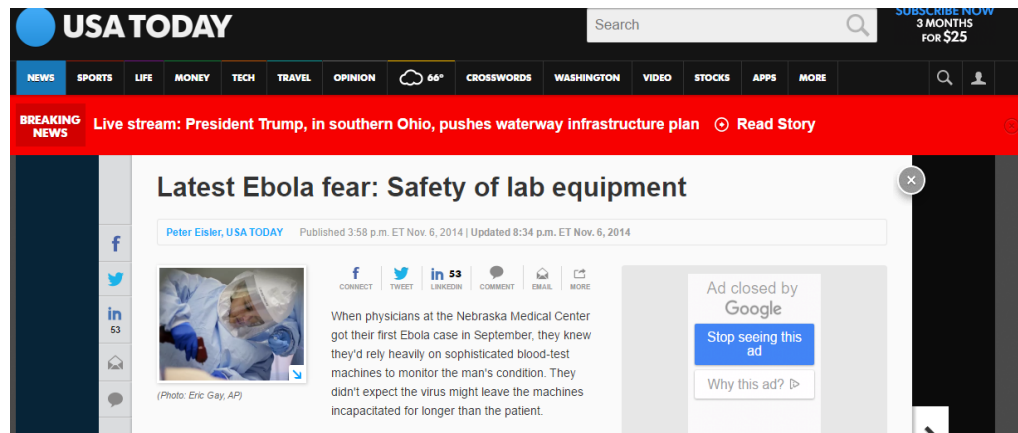 USA TODAY
Search
SUBSCRIBE NOW
3 MONTHS
FOR $25
NEWS SPORTS LIFE MONEY TECH TRAVEL OPINION 66° CROSSWORDS WASHINGTON VIDEO STOCKS APPS MORE
BREAKING
NEWS
Live stream: President Trump, in southern Ohio, pushes waterway infrastructure plan Read Story
Latest Ebola fear: Safety of lab equipment
Peter Eisler, USA TODAY Published 3:58 p.m. ET Nov. 6, 2014 | Updated 8:34 p.m. ET Nov. 6, 2014
f
in
53
f CONNECT
TWEET
in 53 LINKEDIN
COMMENT
EMAIL
MORE
(Photo: Eric Gay, AP)
When physicians at the Nebraska Medical Center
got their first Ebola case in September, they knew
they'd rely heavily on sophisticated blood-test
machines to monitor the man's condition. They
didn't expect the virus might leave the machines
incapacitated for longer than the patient.
Ad closed by
Google
Stop seeing this
ad
Why this ad?